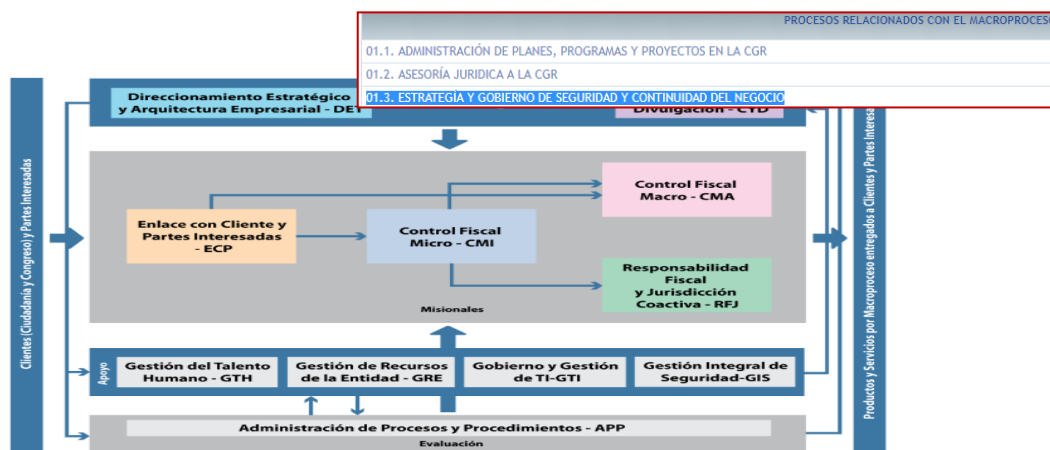 PROCESOS RELACIONADOS CON EL MACROPROCESO
01.1. ADMINISTRACIÓN DE PLANES, PROGRAMAS Y PROYECTOS EN LA CGR
01.2. ASESORÍA JURIDICA A LA CGR
01.3. ESTRATEGÍA Y GOBIERNO DE SEGURIDAD Y CONTINUIDAD DEL NEGOCIO
Direccionamiento Estratégico
y Arquitectura Empresarial - DET
Divulgación - CYD
Clientes (Ciudadanía y Congreso) y Partes Interesadas
Control Fiscal
Macro - CMA
Enlace con Cliente y
Partes Interesadas
- ECP
Control Fiscal
Micro - CMI
Responsabilidad
Fiscal
y Jurisdicción
Coactiva - RFJ
Misionales
Apoyo
Gestión del Talento
Humano - GTH
Gestión de Recursos
de la Entidad - GRE
Gobierno y Gestión
de TI-GTI
Gestión Integral de
Seguridad-GIS
Administración de Procesos y Procedimientos - APP
Evaluación
Productos y Servicios por Macroproceso entregados a Clientes y Partes